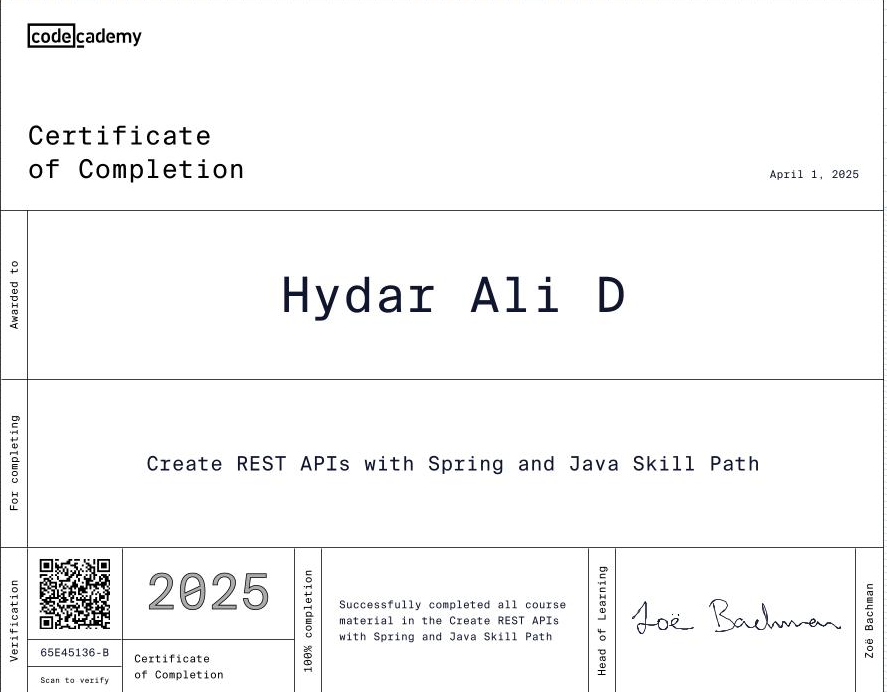 codecademy
Certificate
of Completion
April 1, 2025
Awarded to
Hydar Ali D
For completing
Create REST APIs with Spring and Java Skill Path
Verification
65E45136-B
Scan to verify
2025
Certificate
of Completion
100% completion
Successfully completed all course
material in the Create REST APIs
with Spring and Java Skill Path
Head of Learning
Zoë Bachman
Zoë Bachman